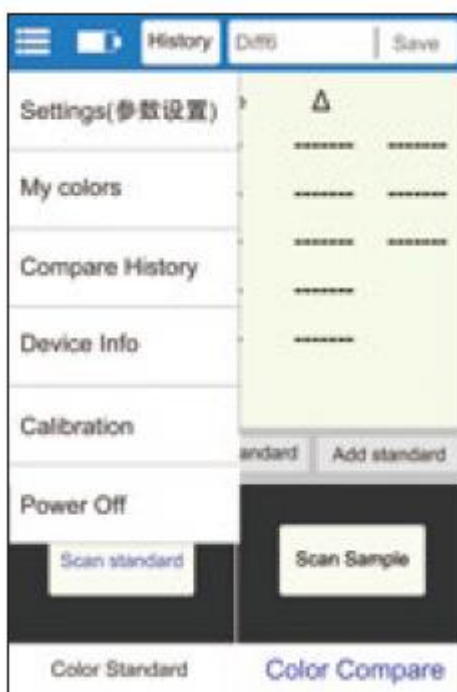 History
Diff6
Save
Settings(参数设置)
Δ
------- -------
My colors
------- -------
------- -------
Compare History
-------
Device Info
-------
Calibration
andard
Add standard
Power Off
Scan standard
Scan Sample
Color Standard
Color Compare